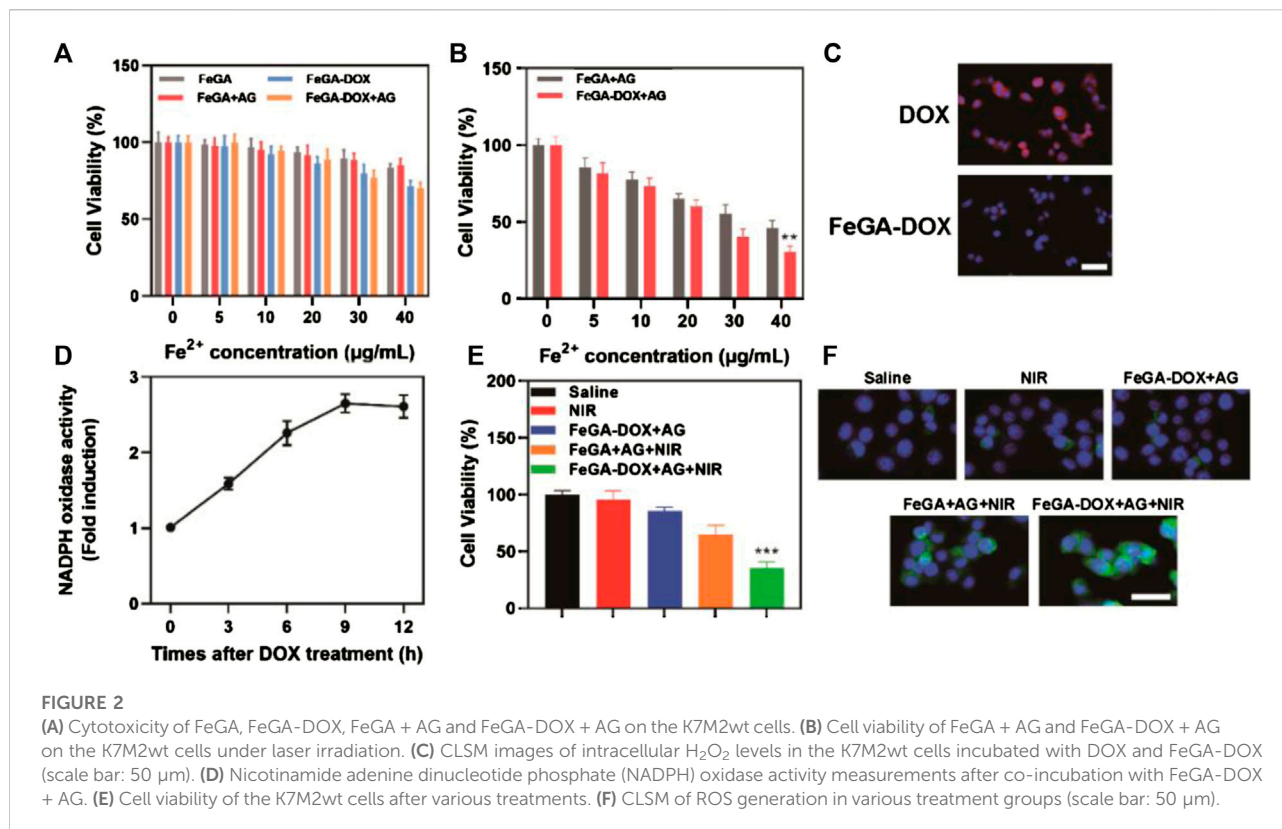 A
150
100
50
0
Cell Viability (%)
FeGA
FeGA-DOX
FeGA+AG
FeGA-DOX+AG
0 5 10 20 30 40
Fe²⁺ concentration (µg/mL)
B
150
100
50
0
Cell Viability (%)
FeGA+AG
FeGA-DOX+AG
**
0 5 10 20 30 40
Fe²⁺ concentration (µg/mL)
C
DOX
FeGA-DOX
D
3
2
1
0
NADPH oxidase activity
(Fold induction)
0 3 6 9 12
Times after DOX treatment (h)
E
200
150
100
50
0
Cell Viability (%)
Saline
NIR
FeGA-DOX+AG
FeGA+AG+NIR
FeGA-DOX+AG+NIR
***
F
Saline
NIR
FeGA-DOX+AG
FeGA+AG+NIR
FeGA-DOX+AG+NIR
FIGURE 2
(A) Cytotoxicity of FeGA, FeGA-DOX, FeGA + AG and FeGA-DOX + AG on the K7M2wt cells. (B) Cell viability of FeGA + AG and FeGA-DOX + AG
on the K7M2wt cells under laser irradiation. (C) CLSM images of intracellular H₂O₂ levels in the K7M2wt cells incubated with DOX and FeGA-DOX
(scale bar: 50 µm). (D) Nicotinamide adenine dinucleotide phosphate (NADPH) oxidase activity measurements after co-incubation with FeGA-DOX
+ AG. (E) Cell viability of the K7M2wt cells after various treatments. (F) CLSM of ROS generation in various treatment groups (scale bar: 50 µm).